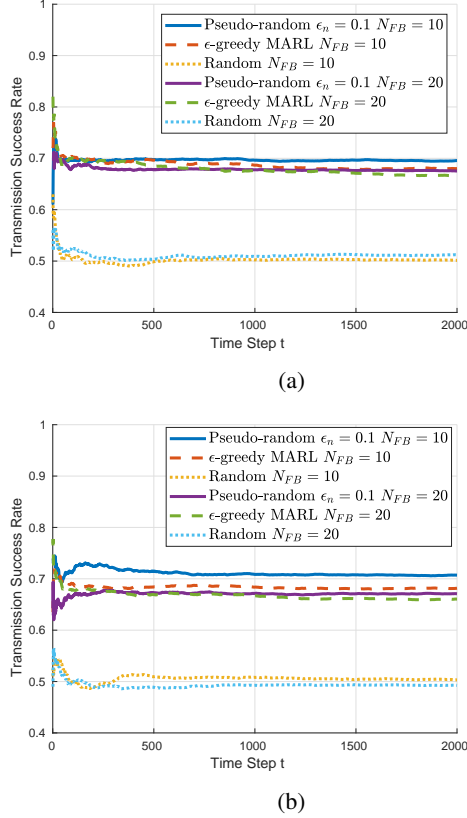 1
0.9
0.8
0.7
0.6
0.5
0.4
Transmission Success Rate
Pseudo-random ϵn = 0.1 NFB = 10
ϵ-greedy MARL NFB = 10
Random NFB = 10
Pseudo-random ϵn = 0.1 NFB = 20
ϵ-greedy MARL NFB = 20
Random NFB = 20
0 500 1000 1500 2000
Time Step t
(a)
1
0.9
0.8
0.7
0.6
0.5
0.4
Transmission Success Rate
Pseudo-random ϵn = 0.1 NFB = 10
ϵ-greedy MARL NFB = 10
Random NFB = 10
Pseudo-random ϵn = 0.1 NFB = 20
ϵ-greedy MARL NFB = 20
Random NFB = 20
0 500 1000 1500 2000
Time Step t
(b)